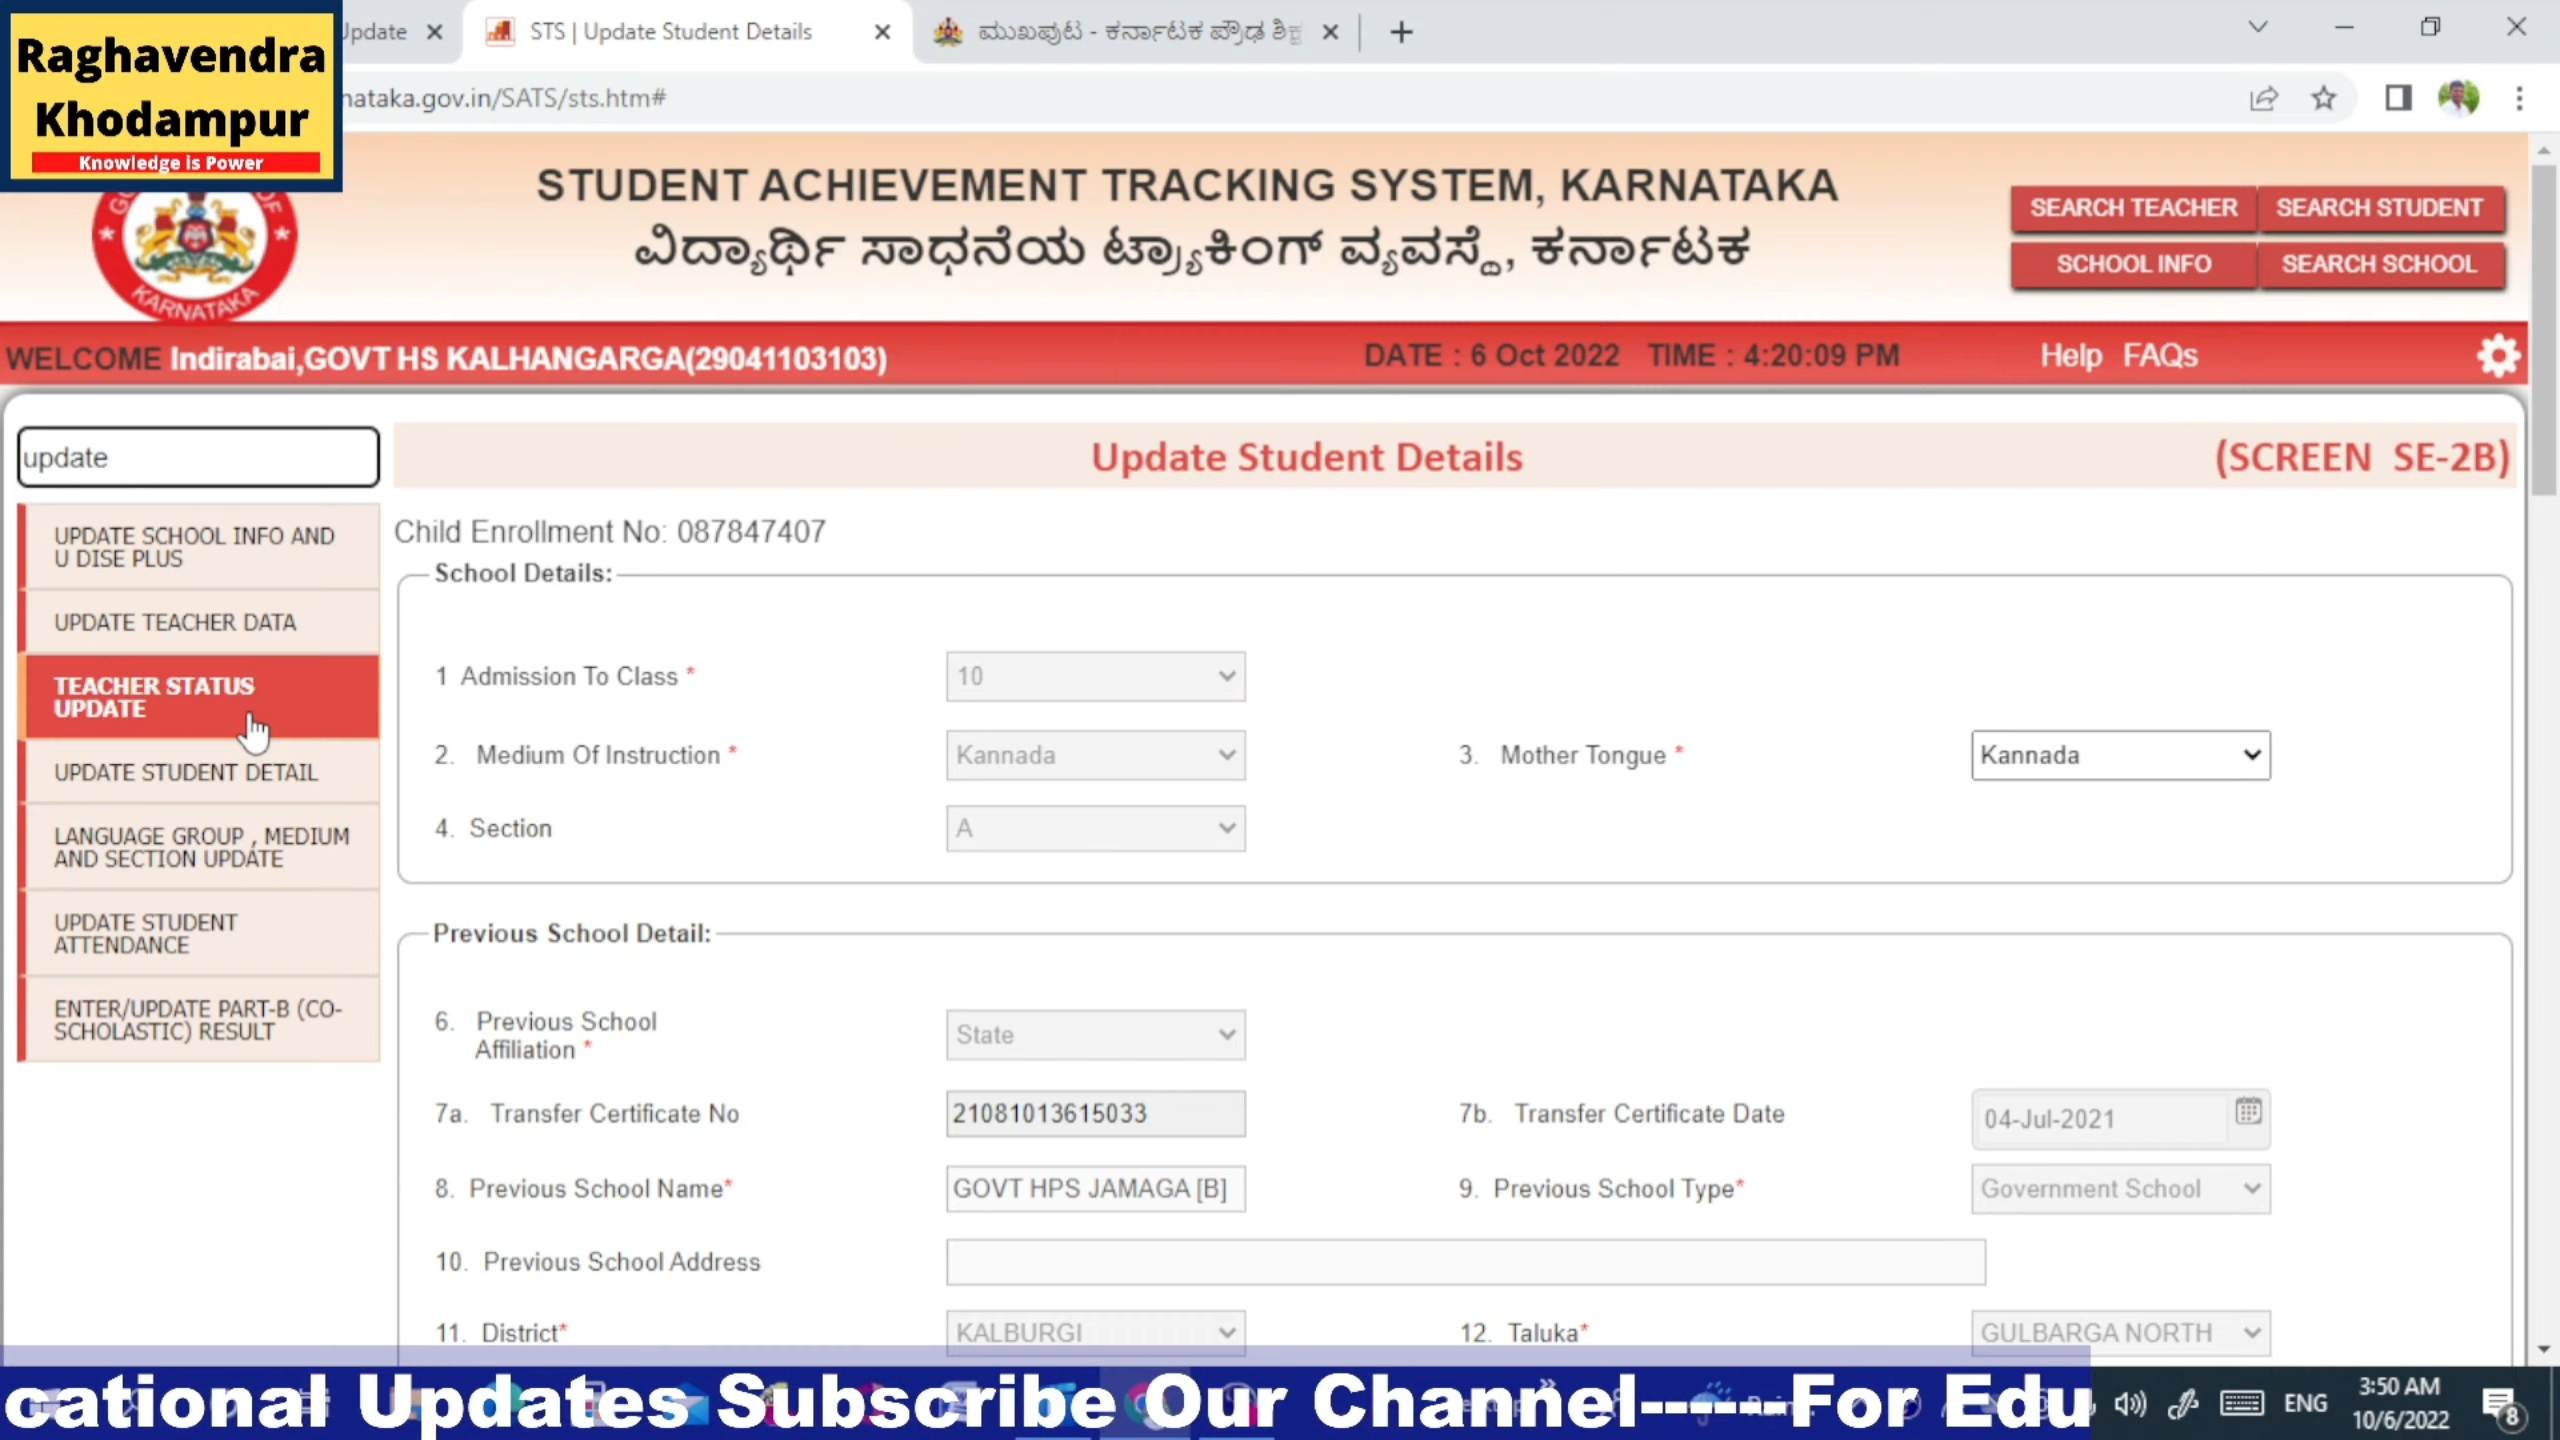 Raghavendra
Khodampur
Knowledge is Power
Update
STS | Update Student Details
ಮುಖಪುಟ - ಕರ್ನಾಟಕ ಪ್ರೌಢ
nataka.gov.in/SATS/sts.htm#
STUDENT ACHIEVEMENT TRACKING SYSTEM, KARNATAKA
ವಿದ್ಯಾರ್ಥಿ ಸಾಧನೆಯ ಟ್ರ್ಯಾಕಿಂಗ್ ವ್ಯವಸ್ಥೆ, ಕರ್ನಾಟಕ
SEARCH TEACHER
SEARCH STUDENT
SCHOOL INFO
SEARCH SCHOOL
KARNATAKA
WELCOME Indirabai,GOVT HS KALHANGARGA(29041103103)
DATE : 6 Oct 2022 TIME : 4:20:09 PM
Help FAQs
update
Update Student Details
(SCREEN SE-2B)
UPDATE SCHOOL INFO AND
U DISE PLUS
UPDATE TEACHER DATA
TEACHER STATUS
UPDATE
UPDATE STUDENT DETAIL
LANGUAGE GROUP , MEDIUM
AND SECTION UPDATE
UPDATE STUDENT
ATTENDANCE
ENTER/UPDATE PART-B (CO-
SCHOLASTIC) RESULT
Child Enrollment No: 087847407
School Details:
1 Admission To Class * 10
2. Medium Of Instruction * Kannada
3. Mother Tongue * Kannada
4. Section A
Previous School Detail:
6. Previous School
Affiliation * State
7a. Transfer Certificate No 21081013615033
7b. Transfer Certificate Date 04-Jul-2021
8. Previous School Name* GOVT HPS JAMAGA [B]
9. Previous School Type* Government School
10. Previous School Address
11. District* KALBURGI
12. Taluka* GULBARGA NORTH
cational Updates Subscribe Our Channel------For Edu
ENG
3:50 AM
10/6/2022
8